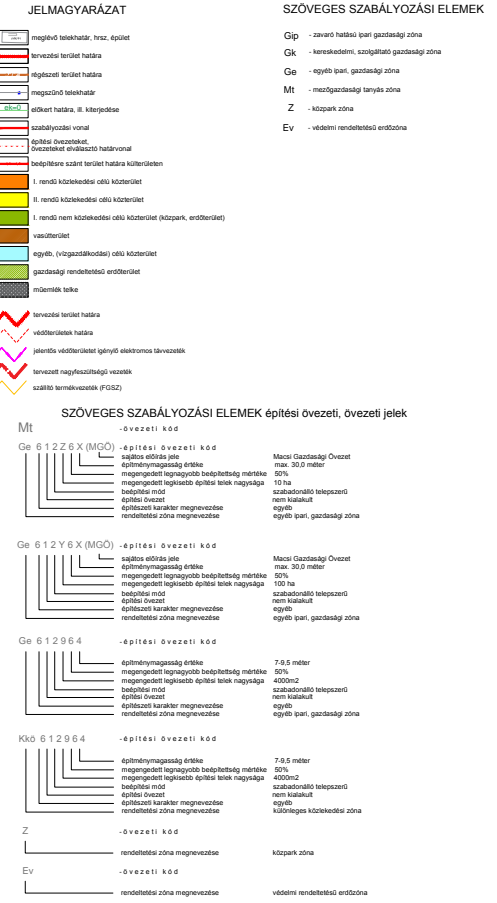 JELMAGYARÁZAT
meglévő telekhatár, hrsz, épület
tervezési terület határa
régészeti terület határa
megszűnő telekhatár
ek=0 előkert határa, ill. kiterjedése
szabályozási vonal
építési övezeteket,
övezeteket elválasztó határvonal
beépítésre szánt terület határa külterületen
I. rendű közlekedési célú közterület
II. rendű közlekedési célú közterület
I. rendű nem közlekedési célú közterület (közpark, erdőterület)
vasútterület
egyéb, (vízgazdálkodási) célú közterület
gazdasági rendeltetésű erdőterület
műemlék telke
tervezési terület határa
védőterületek határa
jelentős védőterületet igénylő elektromos távvezeték
tervezett nagyfeszültségű vezeték
szállító termékvezeték (FGSZ)
SZÖVEGES SZABÁLYOZÁSI ELEMEK
Gip - zavaró hatású ipari gazdasági zóna
Gk - kereskedelmi, szolgáltató gazdasági zóna
Ge - egyéb ipari, gazdasági zóna
Mt - mezőgazdasági tanyás zóna
Z - közpark zóna
Ev - védelmi rendeltetésű erdőzóna
SZÖVEGES SZABÁLYOZÁSI ELEMEK építési övezeti, övezeti jelek
Mt - övezeti kód
Ge 6 1 2 Z 6 X (MGÖ) - építési övezeti kód
sajátos előírás jele Macsi Gazdasági Övezet
építménymagasság értéke max. 30,0 méter
megengedett legnagyobb beépítettség mértéke 50%
megengedett legkisebb építési telek nagysága 10 ha
beépítési mód szabadonálló telepszerű
építési övezet nem kialakult
építészeti karakter megnevezése egyéb
rendeltetési zóna megnevezése egyéb ipari, gazdasági zóna
Ge 6 1 2 Y 6 X (MGÖ) - építési övezeti kód
sajátos előírás jele Macsi Gazdasági Övezet
építménymagasság értéke max. 30,0 méter
megengedett legnagyobb beépítettség mértéke 50%
megengedett legkisebb építési telek nagysága 100 ha
beépítési mód szabadonálló telepszerű
építési övezet nem kialakult
építészeti karakter megnevezése egyéb
rendeltetési zóna megnevezése egyéb ipari, gazdasági zóna
Ge 6 1 2 9 6 4 - építési övezeti kód
építménymagasság értéke 7-9,5 méter
megengedett legnagyobb beépítettség mértéke 50%
megengedett legkisebb építési telek nagysága 4000m2
beépítési mód szabadonálló telepszerű
építési övezet nem kialakult
építészeti karakter megnevezése egyéb
rendeltetési zóna megnevezése egyéb ipari, gazdasági zóna
Kkö 6 1 2 9 6 4 - építési övezeti kód
építménymagasság értéke 7-9,5 méter
megengedett legnagyobb beépítettség mértéke 50%
megengedett legkisebb építési telek nagysága 4000m2
beépítési mód szabadonálló telepszerű
építési övezet nem kialakult
építészeti karakter megnevezése egyéb
rendeltetési zóna megnevezése különleges közlekedési zóna
Z - övezeti kód
rendeltetési zóna megnevezése közpark zóna
Ev - övezeti kód
rendeltetési zóna megnevezése védelmi rendeltetésű erdőzóna